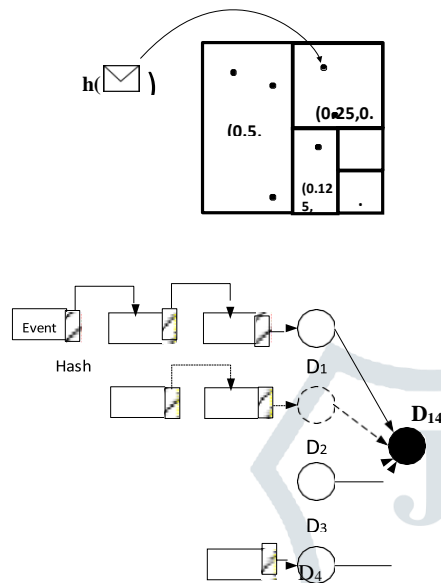 h( )
(0.25,0.
(0.5.
(0.12
5,
Event
Hash
D1
D14
D2
D3
D4
J